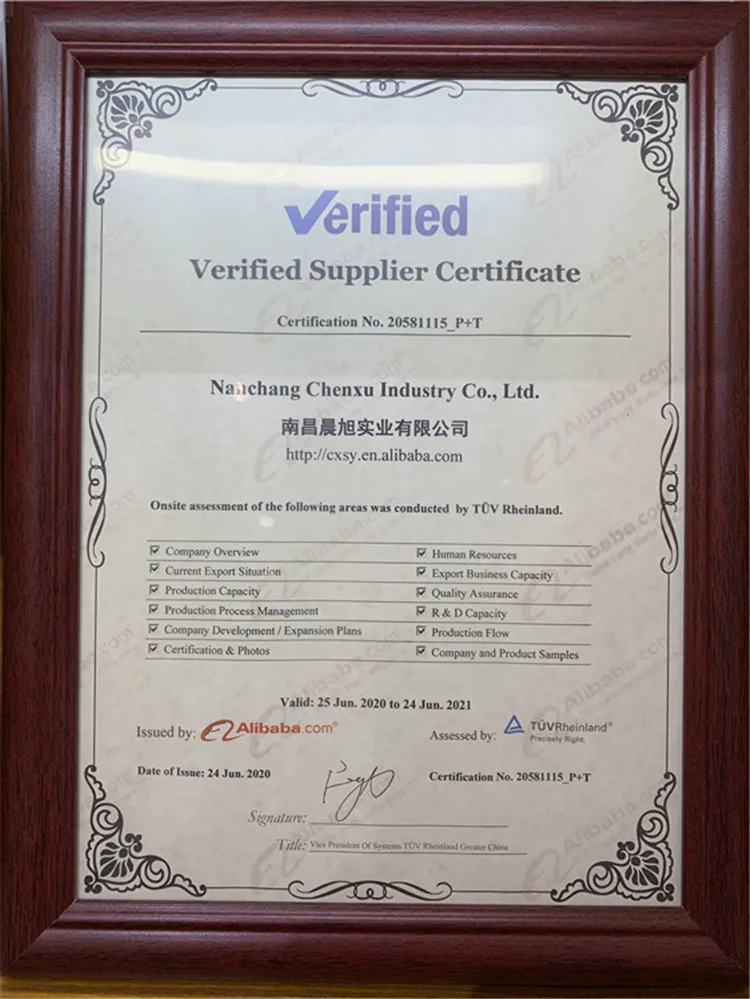 Verified
Verified Supplier Certificate
Certification No. 20581115_P+T
Nanchang Chenxu Industry Co., Ltd.
南昌晨旭实业有限公司
http://cxsy.en.alibaba.com
Onsite assessment of the following areas was conducted by TÜV Rheinland.
Company Overview
Human Resources
Current Export Situation
Export Business Capacity
Production Capacity
Quality Assurance
Production Process Management
R & D Capacity
Company Development / Expansion Plans
Production Flow
Certification & Photos
Company and Product Samples
Valid: 25 Jun. 2020 to 24 Jun. 2021
Issued by: Alibaba.com®
Assessed by: TÜVRheinland®
Precisely Right.
Date of Issue: 24 Jun. 2020
Certification No. 20581115_P+T
Signature:
Title: Vice President Of Systems TÜV Rheinland Greater China